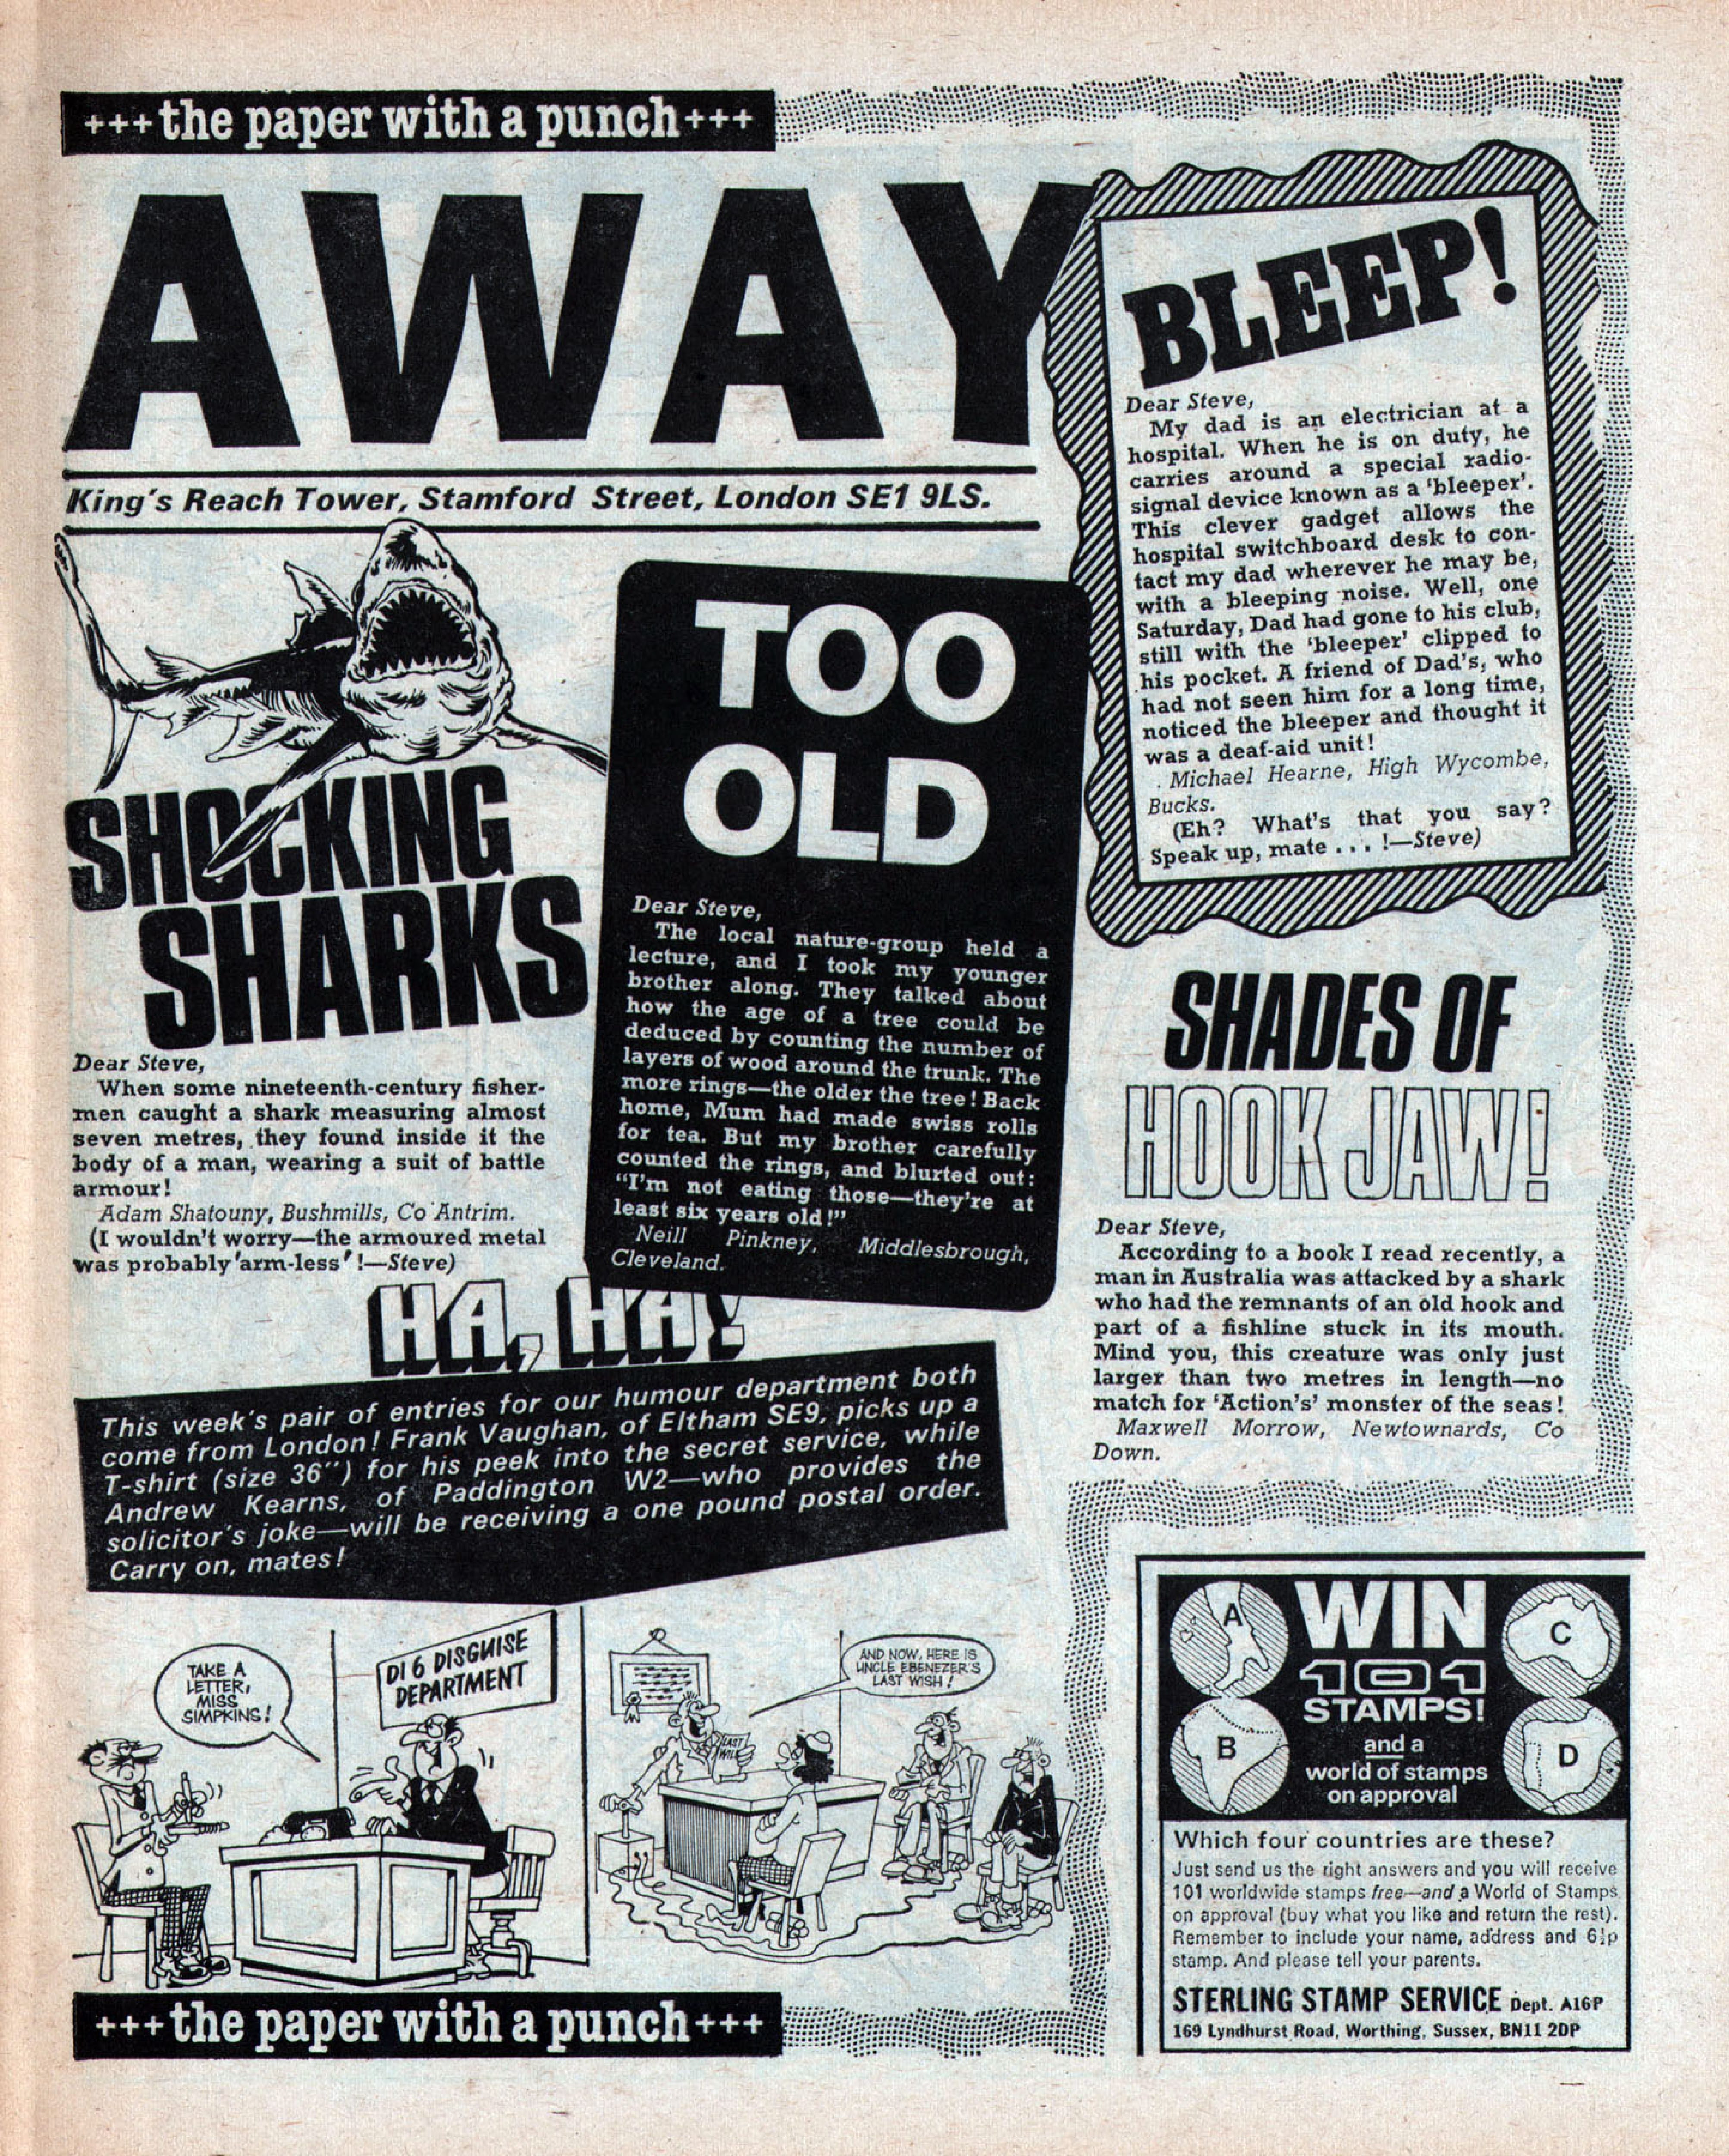 +++the paper with a punch+++
AWAY
King's Reach Tower, Stamford Street, London SE1 9LS.
SHOCKING
SHARKS
Dear Steve,
When some nineteenth-century fisher-
men caught a shark measuring almost
seven metres, they found inside it the
body of a man, wearing a suit of battle
armour!
Adam Shatouny, Bushmills, Co Antrim.
(I wouldn't worry—the armoured metal
was probably 'arm-less' !—Steve)
TOO
OLD
Dear Steve,
The local nature-group held a
lecture, and I took my younger
brother along. They talked about
how the age of a tree could be
deduced by counting the number of
layers of wood around the trunk. The
more rings—the older the tree! Back
home, Mum had made swiss rolls
for tea. But my brother carefully
counted the rings, and blurted out:
"I'm not eating those—they're at
least six years old!"
Neill Pinkney, Middlesbrough,
Cleveland.
BLEEP!
Dear Steve,
My dad is an electrician at a
hospital. When he is on duty, he
carries around a special radio-
signal device known as a 'bleeper'.
This clever gadget allows the
hospital switchboard desk to con-
tact my dad wherever he may be,
with a bleeping noise. Well, one
Saturday, Dad had gone to his club,
still with the 'bleeper' clipped to
his pocket. A friend of Dad's, who
had not seen him for a long time,
noticed the bleeper and thought it
was a deaf-aid unit!
Michael Hearne, High Wycombe,
Bucks.
(Eh? What's that you say?
Speak up, mate . . . !—Steve)
SHADES OF
HOOK JAW!
Dear Steve,
According to a book I read recently, a
man in Australia was attacked by a shark
who had the remnants of an old hook and
part of a fishline stuck in its mouth.
Mind you, this creature was only just
larger than two metres in length—no
match for 'Action's' monster of the seas!
Maxwell Morrow, Newtownards, Co
Down.
HA, HA!
This week's pair of entries for our humour department both
come from London! Frank Vaughan, of Eltham SE9, picks up a
T-shirt (size 36") for his peek into the secret service, while
Andrew Kearns, of Paddington W2—who provides the
solicitor's joke—will be receiving a one pound postal order.
Carry on, mates!
TAKE A
LETTER,
MISS
SIMPKINS!
DI 6 DISGUISE
DEPARTMENT
AND NOW, HERE IS
UNCLE EBENEZER'S
LAST WISH!
LAST
WILL
+++the paper with a punch+++
A
B
C
D
WIN
101
STAMPS!
and a
world of stamps
on approval
Which four countries are these?
Just send us the right answers and you will receive
101 worldwide stamps free—and a World of Stamps
on approval (buy what you like and return the rest).
Remember to include your name, address and 6½p
stamp. And please tell your parents.
STERLING STAMP SERVICE Dept. A16P
169 Lyndhurst Road, Worthing, Sussex, BN11 2DP